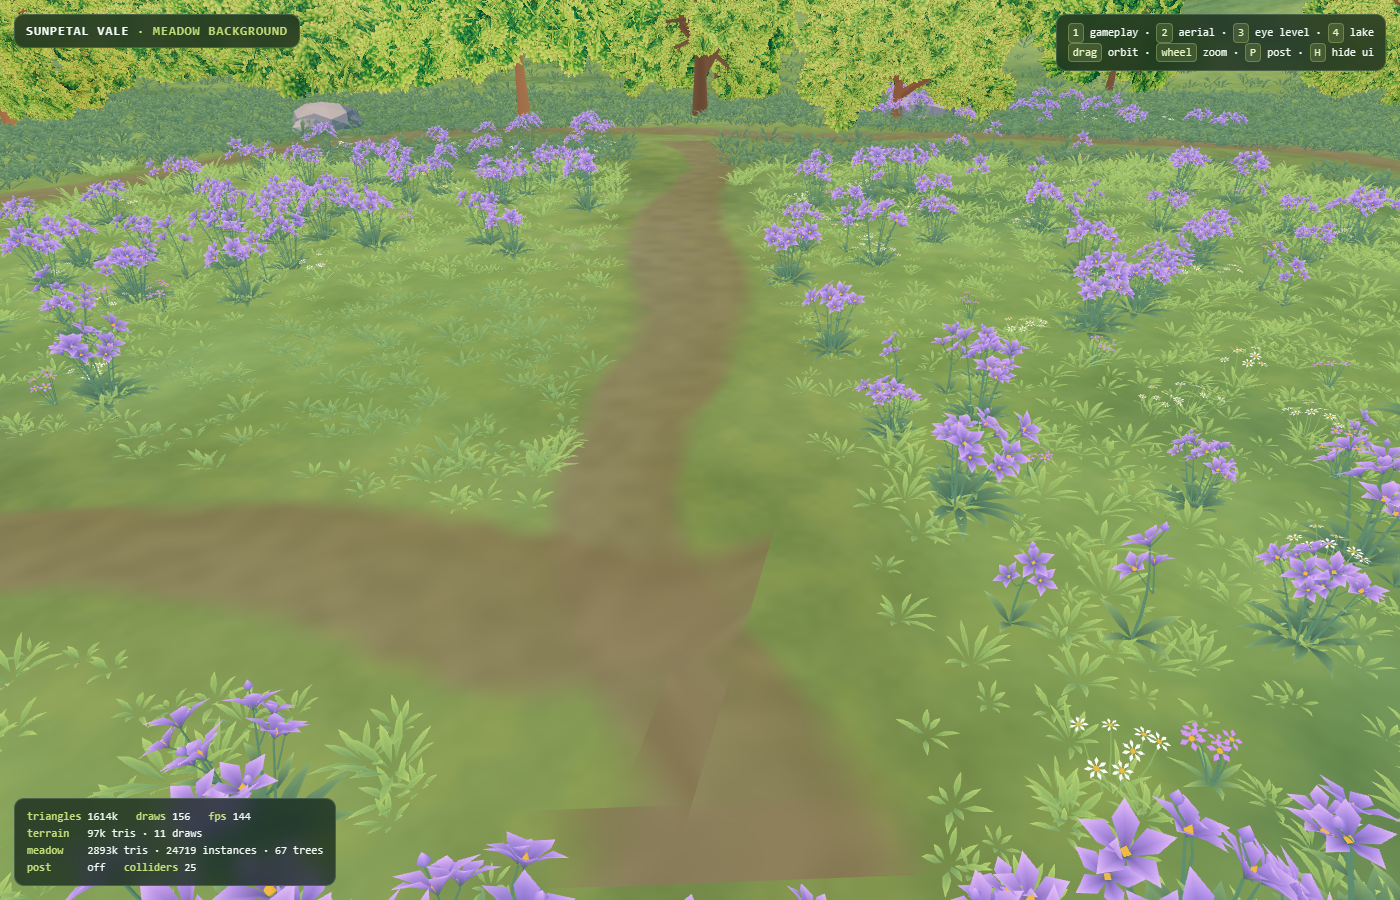 SUNPETAL VALE · MEADOW BACKGROUND
1 gameplay · 2 aerial · 3 eye level · 4 lake
drag orbit · wheel zoom · P post · H hide ui
triangles 1614k draws 156 fps 144
terrain 97k tris · 11 draws
meadow 2893k tris · 24719 instances · 67 trees
post off colliders 25